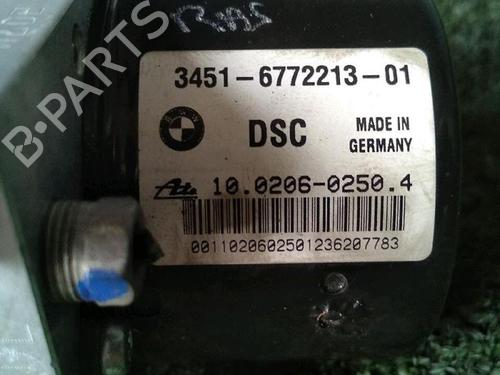 B-PARTS
3451-6772213-01
DSC
MADE IN
GERMANY
Ate 10.0206-0250.4
0011020602501236207783